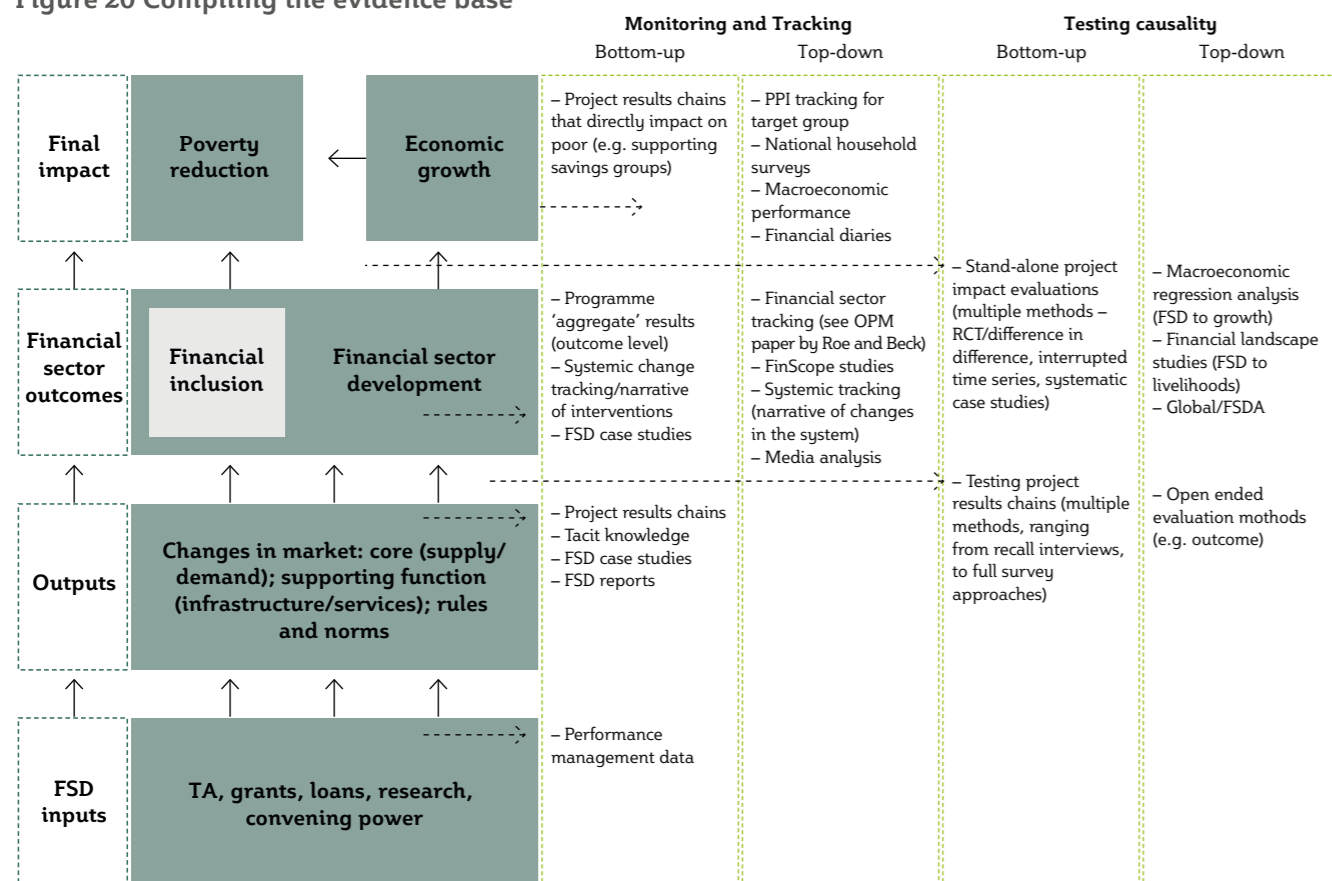 Figure 20 Compiling the evidence base
Monitoring and Tracking
Testing causality
Bottom-up
Top-down
Bottom-up
Top-down
Final
impact
Poverty
reduction
Economic
growth
– Project results chains
that directly impact on
poor (e.g. supporting
savings groups)
– PPI tracking for
target group
– National household
surveys
– Macroeconomic
performance
– Financial diaries
Financial
sector
outcomes
Financial
inclusion
Financial sector
development
– Programme
‘aggregate’ results
(outcome level)
– Systemic change
tracking/narrative
of interventions
– FSD case studies
– Financial sector
tracking (see OPM
paper by Roe and Beck)
– FinScope studies
– Systemic tracking
(narrative of changes
in the system)
– Media analysis
– Stand-alone project
impact evaluations
(multiple methods –
RCT/difference in
difference, interrupted
time series, systematic
case studies)
– Macroeconomic
regression analysis
(FSD to growth)
– Financial landscape
studies (FSD to
livelihoods)
– Global/FSDA
Outputs
Changes in market: core (supply/
demand); supporting function
(infrastructure/services); rules
and norms
– Project results chains
– Tacit knowledge
– FSD case studies
– FSD reports
– Testing project
results chains (multiple
methods, ranging
from recall interviews,
to full survey
approaches)
– Open ended
evaluation mothods
(e.g. outcome)
FSD
inputs
TA, grants, loans, research,
convening power
– Performance
management data